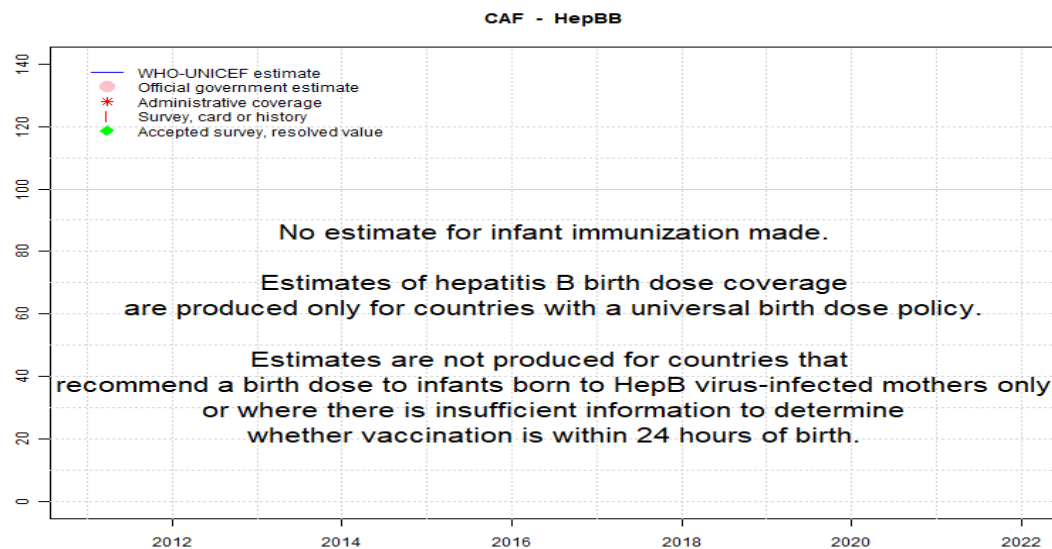 CAF - HepBB
140
120
100
80
60
40
20
0
WHO-UNICEF estimate
Official government estimate
Administrative coverage
Survey, card or history
Accepted survey, resolved value
No estimate for infant immunization made.
Estimates of hepatitis B birth dose coverage
are produced only for countries with a universal birth dose policy.
Estimates are not produced for countries that
recommend a birth dose to infants born to HepB virus-infected mothers only
or where there is insufficient information to determine
whether vaccination is within 24 hours of birth.
2012 2014 2016 2018 2020 2022